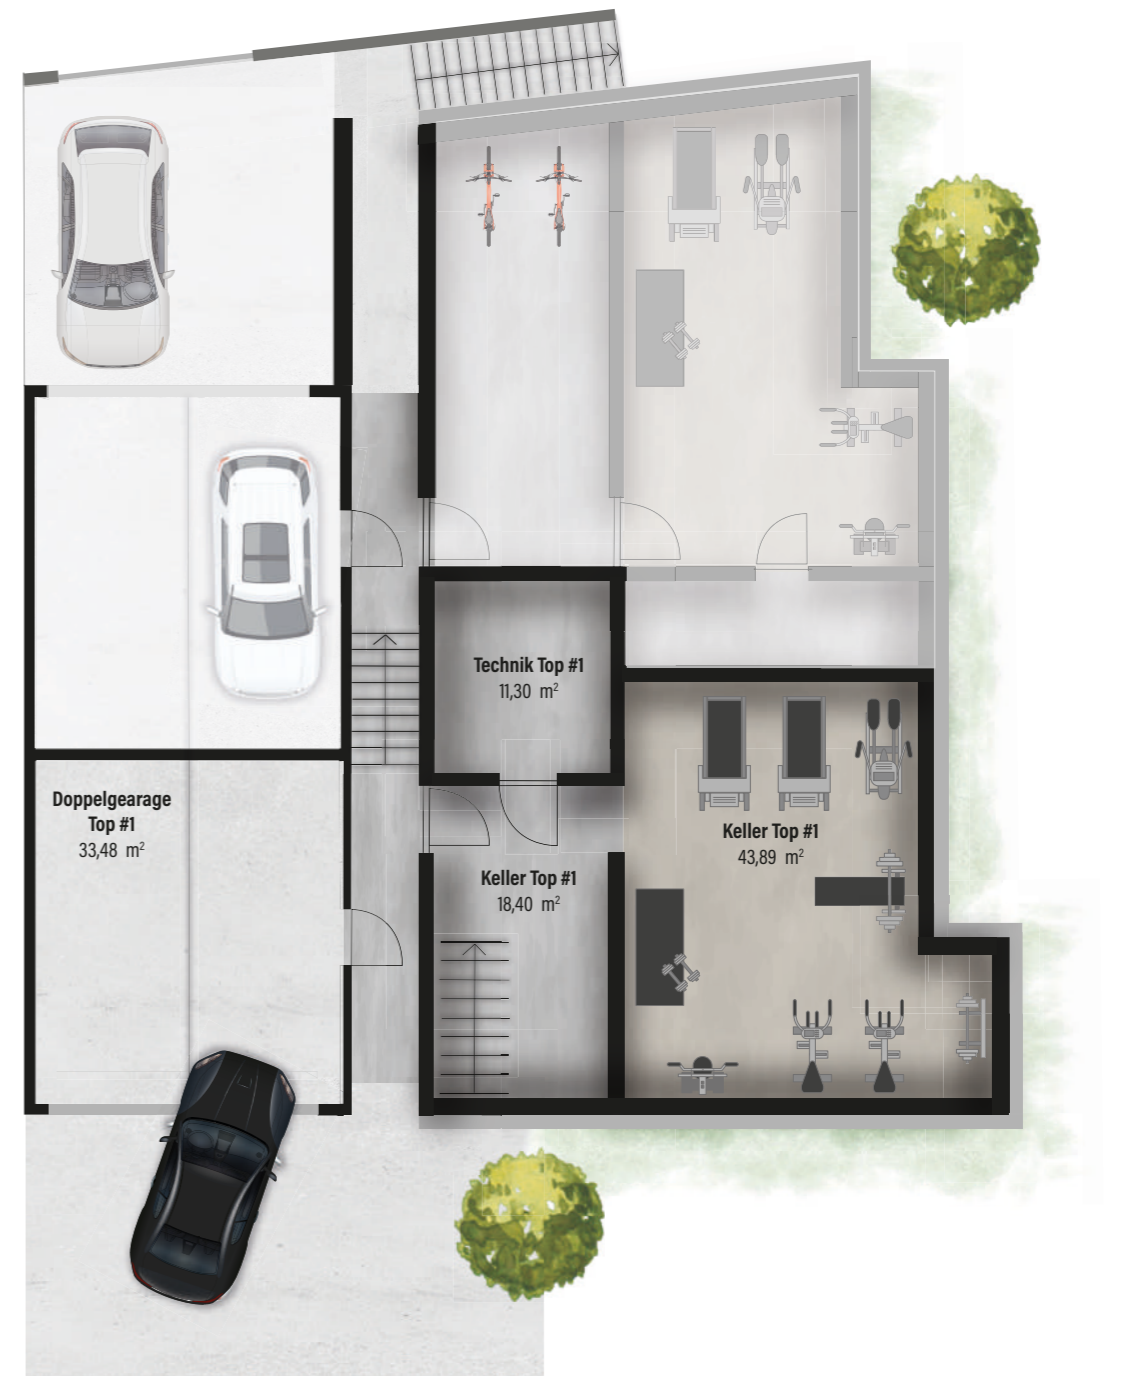 Technik Top #1
11,30 m²
Doppelgearage
Top #1
33,48 m²
Keller Top #1
43,89 m²
Keller Top #1
18,40 m²